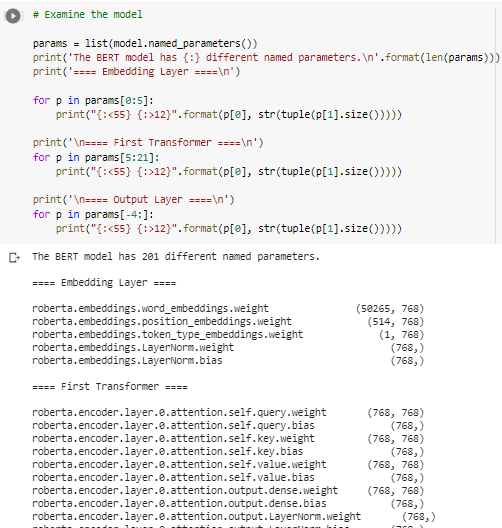 # Examine the model
params = list(model.named_parameters())
print('The BERT model has {:} different named parameters.\n'.format(len(params)))
print('==== Embedding Layer ====\n')
for p in params[0:5]:
    print("{:<55} {:>12}".format(p[0], str(tuple(p[1].size()))))
print('\n==== First Transformer ====\n')
for p in params[5:21]:
    print("{:<55} {:>12}".format(p[0], str(tuple(p[1].size()))))
print('\n==== Output Layer ====\n')
for p in params[-4:]:
    print("{:<55} {:>12}".format(p[0], str(tuple(p[1].size()))))
The BERT model has 201 different named parameters.
==== Embedding Layer ====
roberta.embeddings.word_embeddings.weight (50265, 768)
roberta.embeddings.position_embeddings.weight (514, 768)
roberta.embeddings.token_type_embeddings.weight (1, 768)
roberta.embeddings.LayerNorm.weight (768,)
roberta.embeddings.LayerNorm.bias (768,)
==== First Transformer ====
roberta.encoder.layer.0.attention.self.query.weight (768, 768)
roberta.encoder.layer.0.attention.self.query.bias (768,)
roberta.encoder.layer.0.attention.self.key.weight (768, 768)
roberta.encoder.layer.0.attention.self.key.bias (768,)
roberta.encoder.layer.0.attention.self.value.weight (768, 768)
roberta.encoder.layer.0.attention.self.value.bias (768,)
roberta.encoder.layer.0.attention.output.dense.weight (768, 768)
roberta.encoder.layer.0.attention.output.dense.bias (768,)
roberta.encoder.layer.0.attention.output.LayerNorm.weight (768,)